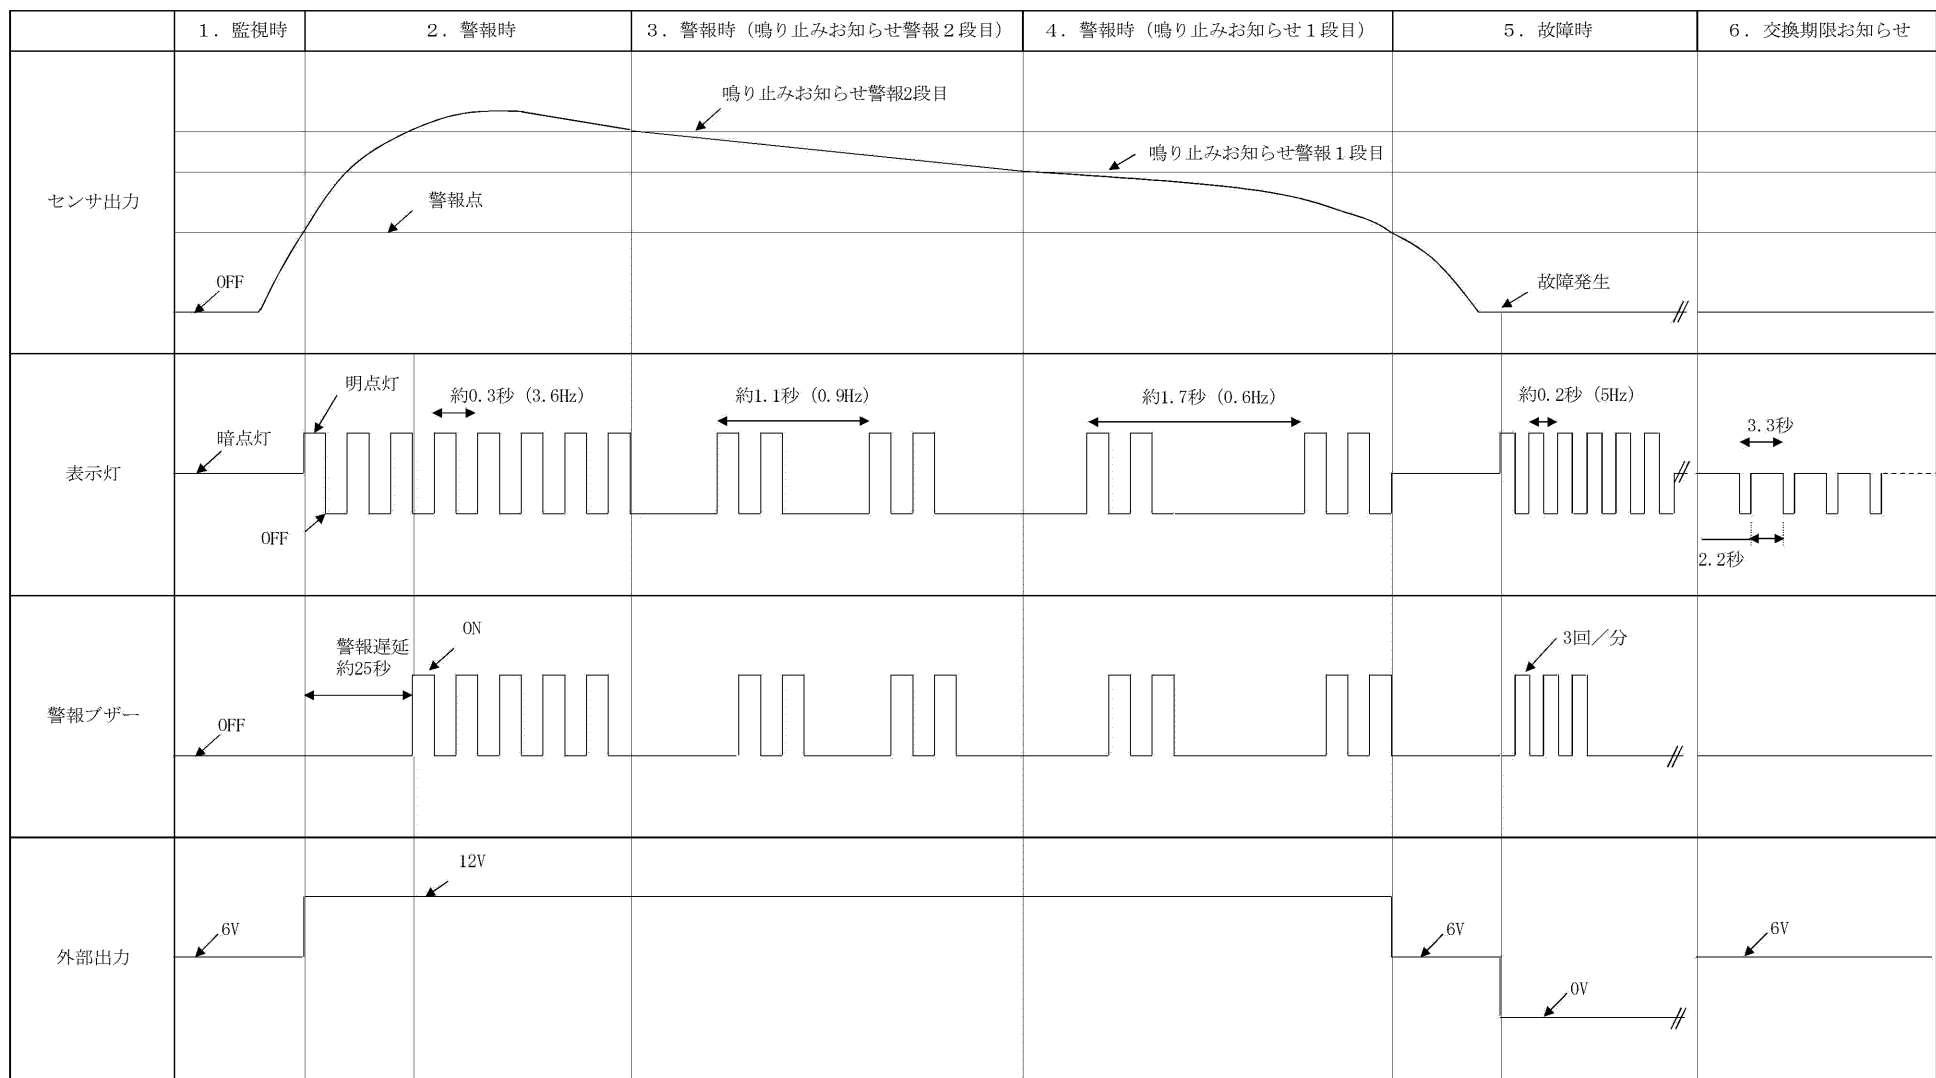 1．監視時
2．警報時
3．警報時（鳴り止みお知らせ警報２段目）
4．警報時（鳴り止みお知らせ１段目）
5．故障時
6．交換期限お知らせ
センサ出力
OFF
警報点
鳴り止みお知らせ警報2段目
鳴り止みお知らせ警報１段目
故障発生
表示灯
暗点灯
明点灯
OFF
約0.3秒（3.6Hz）
約1.1秒（0.9Hz）
約1.7秒（0.6Hz）
約0.2秒（5Hz）
3.3秒
2.2秒
警報ブザー
OFF
警報遅延
約25秒
ON
3回／分
外部出力
6V
12V
6V
0V
6V